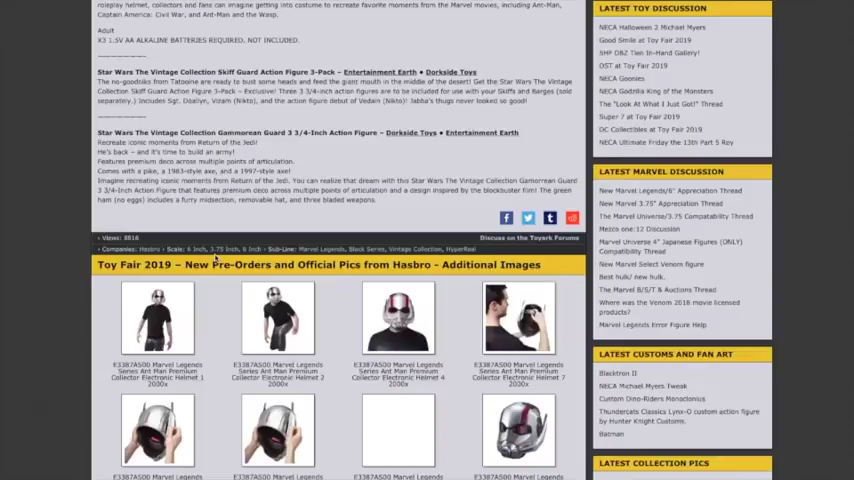 roleplay helmet, collectors and fans can imagine getting into costume to recreate favorite moments from the Marvel movies, including Ant-Man,
Captain America: Civil War, and Ant-Man and the Wasp.
Adult
X3 1.5V AA ALKALINE BATTERIES REQUIRED. NOT INCLUDED.
——————–
Star Wars The Vintage Collection Skiff Guard Action Figure 3-Pack – Entertainment Earth ● Dorkside Toys
The no-goodniks from Tatooine are ready to bust some heads and feed the giant mouth in the middle of the desert! Get the Star Wars The Vintage
Collection Skiff Guard Action Figure 3-Pack – Exclusive! Three 3 3/4-inch action figures are to be included for use with your Skiffs and Barges (sold
separately.) Includes Sgt. Doallyn, Vizam (Nikto), and the action figure debut of Vedain (Nikto)! Jabba's thugs never looked so good!
——————–
Star Wars The Vintage Collection Gamorrean Guard 3 3/4-Inch Action Figure – Dorkside Toys ● Entertainment Earth
Recreate iconic moments from Return of the Jedi!
He's back – and it's time to build an army!
Features premium deco across multiple points of articulation.
Comes with a pike, a 1983-style axe, and a 1997-style axe!
Imagine recreating iconic moments from Return of the Jedi. You can realize that dream with this Star Wars The Vintage Collection Gamorrean Guard
3 3/4-Inch Action Figure that features premium deco across multiple points of articulation and a design inspired by the blockbuster film! The green
ham (no eggs) includes a furry midsection, removable hat, and three bladed weapons.
› Views: 8816
Discuss on the Toyark Forums
› Companies: Hasbro › Scale: 6 Inch, 3.75 Inch, 6 Inch › Sub-Line: Marvel Legends, Black Series, Vintage Collection, HyperReal
Toy Fair 2019 – New Pre-Orders and Official Pics from Hasbro - Additional Images
E3387AS00 Marvel Legends
Series Ant Man Premium
Collector Electronic Helmet 1
2000x
E3387AS00 Marvel Legends
Series Ant Man Premium
Collector Electronic Helmet 2
2000x
E3387AS00 Marvel Legends
Series Ant Man Premium
Collector Electronic Helmet 4
2000x
E3387AS00 Marvel Legends
Series Ant Man Premium
Collector Electronic Helmet 7
2000x
E3387AS00 Marvel Legends
E3387AS00 Marvel Legends
E3387AS00 Marvel Legends
E3387AS00 Marvel Legends
LATEST TOY DISCUSSION
NECA Halloween 2 Michael Myers
Good Smile at Toy Fair 2019
SHF DBZ Tien In-Hand Gallery!
DST at Toy Fair 2019
NECA Goonies
NECA Godzilla King of the Monsters
The "Look At What I Just Got!" Thread
Super 7 at Toy Fair 2019
DC Collectibles at Toy Fair 2019
NECA Ultimate Friday the 13th Part 5 Roy
LATEST MARVEL DISCUSSION
New Marvel Legends/6" Appreciation Thread
New Marvel 3.75" Appreciation Thread
The Marvel Universe/3.75 Compatability Thread
Mezco one:12 Discussion
Marvel Universe 4" Japanese Figures (ONLY)
Compatibility Thread
New Marvel Select Venom figure
Best hulk/ new hulk.
The Marvel B/S/T & Auctions Thread
Where was the Venom 2018 movie licensed
products?
Marvel Legends Error Figure Help
LATEST CUSTOMS AND FAN ART
Blacktron II
NECA Michael Myers Tweak
Custom Dino-Riders Monoclonius
Thundercats Classics Lynx-O custom action figure
by Hunter Knight Customs.
Batman
LATEST COLLECTION PICS